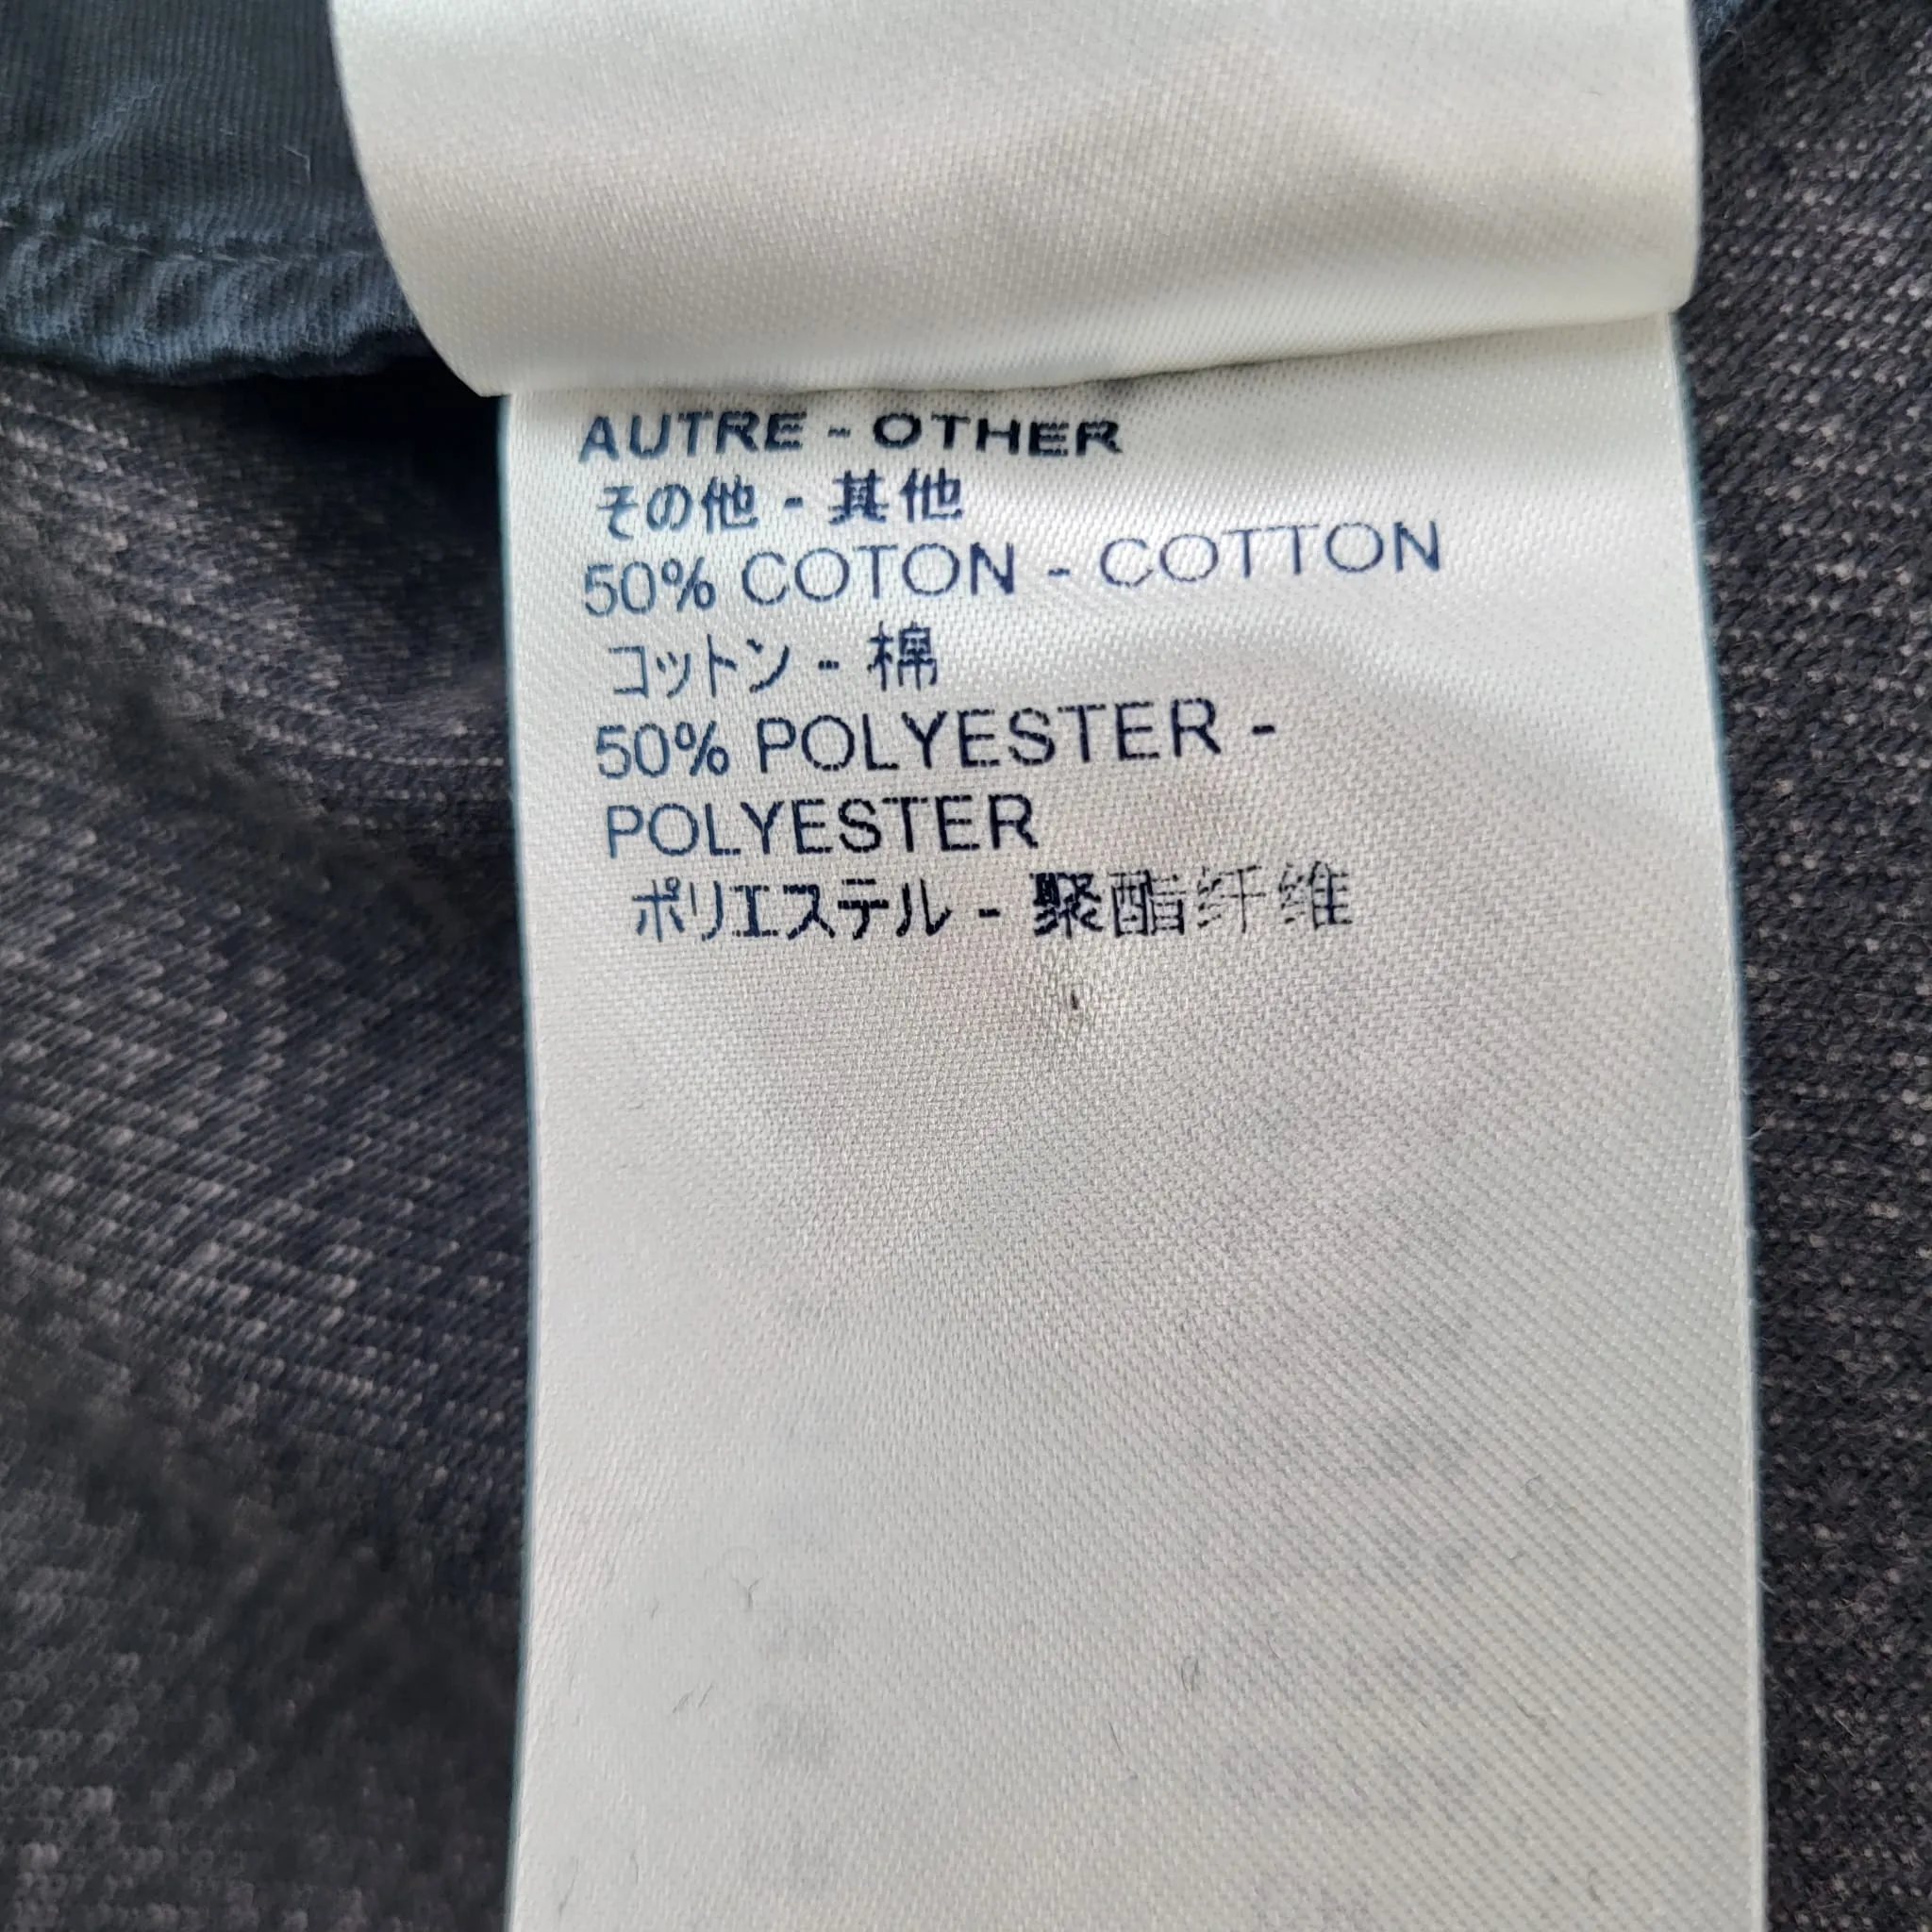 AUTRE - OTHER
その他 - 其他
50% COTON - COTTON
コットン - 棉
50% POLYESTER -
POLYESTER
ポリエステル - 聚酯纤维